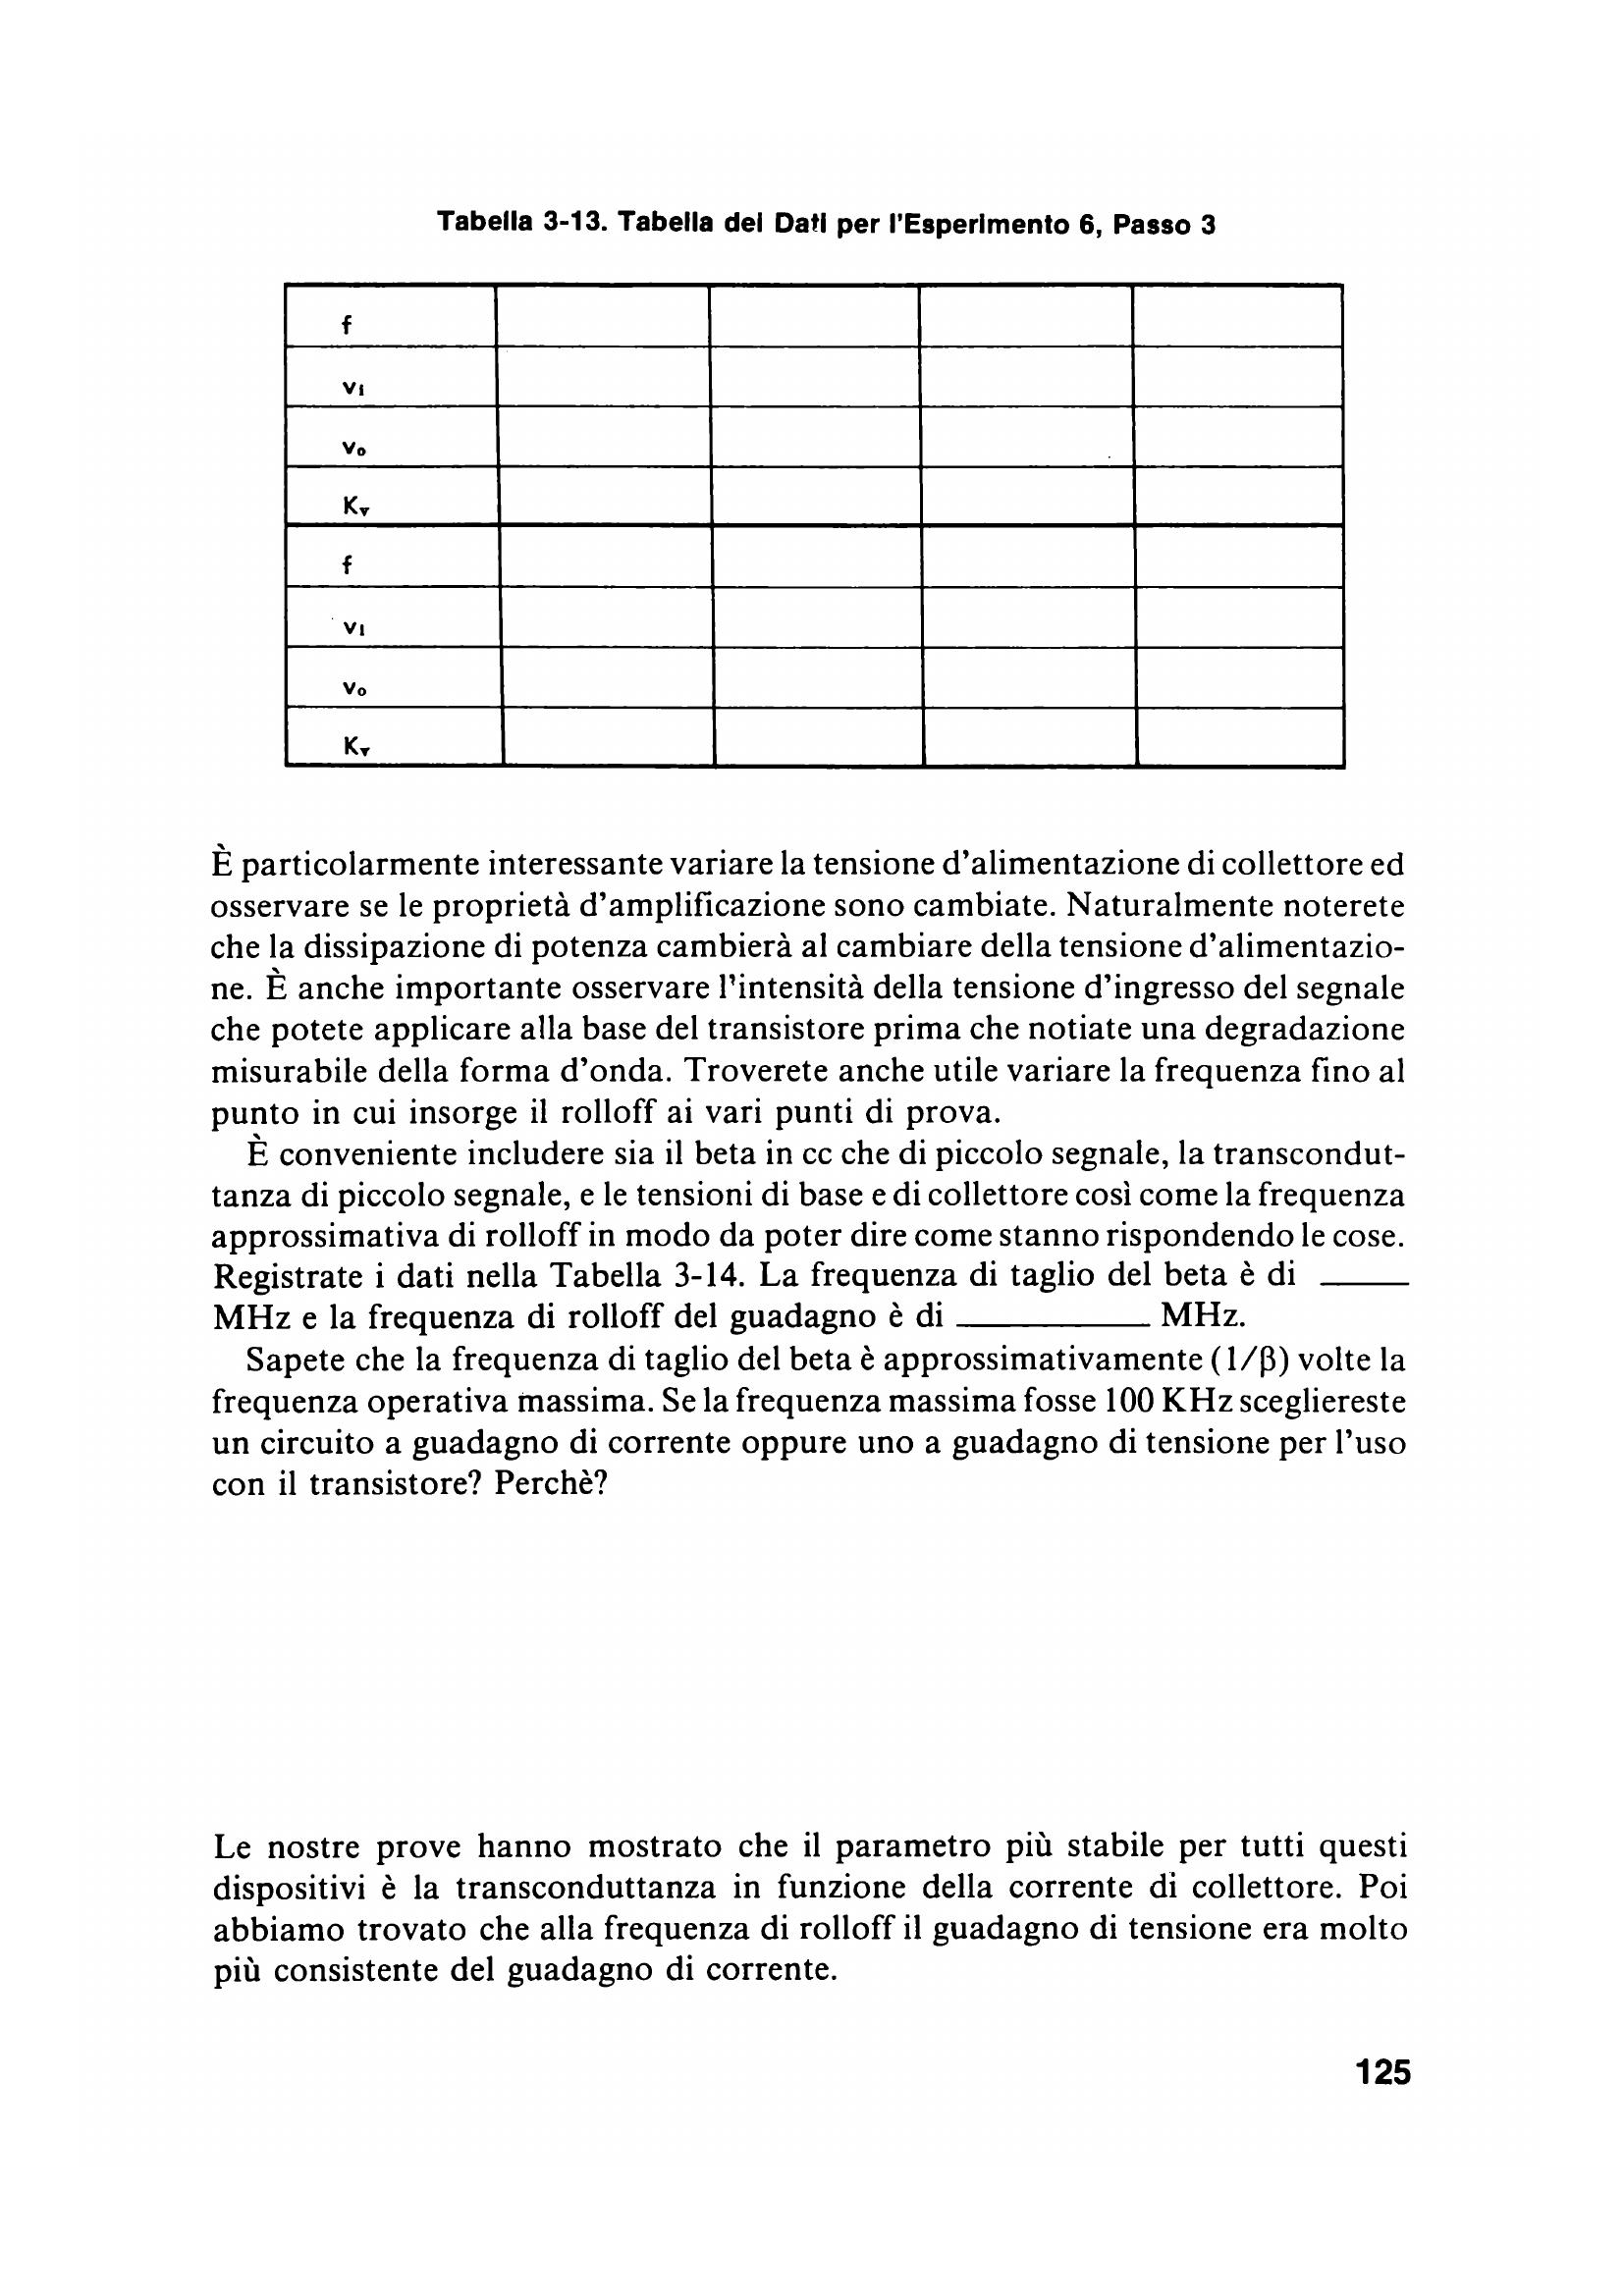 Tabella 3-13. Tabella dei Dati per l'Esperimento 6, Passo 3
f
vi
vo
Kv
f
vi
vo
Kv
È particolarmente interessante variare la tensione d'alimentazione di collettore ed
osservare se le proprietà d'amplificazione sono cambiate. Naturalmente noterete
che la dissipazione di potenza cambierà al cambiare della tensione d'alimentazio-
ne. È anche importante osservare l'intensità della tensione d'ingresso del segnale
che potete applicare alla base del transistore prima che notiate una degradazione
misurabile della forma d'onda. Troverete anche utile variare la frequenza fino al
punto in cui insorge il rolloff ai vari punti di prova.
È conveniente includere sia il beta in cc che di piccolo segnale, la transcondut-
tanza di piccolo segnale, e le tensioni di base e di collettore così come la frequenza
approssimativa di rolloff in modo da poter dire come stanno rispondendo le cose.
Registrate i dati nella Tabella 3-14. La frequenza di taglio del beta è di _____
MHz e la frequenza di rolloff del guadagno è di ___________ MHz.
Sapete che la frequenza di taglio del beta è approssimativamente (1/β) volte la
frequenza operativa massima. Se la frequenza massima fosse 100 KHz scegliereste
un circuito a guadagno di corrente oppure uno a guadagno di tensione per l'uso
con il transistore? Perchè?
Le nostre prove hanno mostrato che il parametro più stabile per tutti questi
dispositivi è la transconduttanza in funzione della corrente di collettore. Poi
abbiamo trovato che alla frequenza di rolloff il guadagno di tensione era molto
più consistente del guadagno di corrente.
125